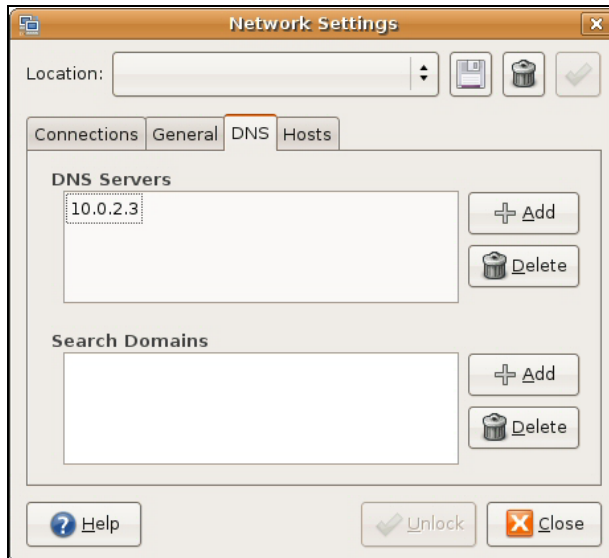 Network Settings
Location:
Connections General DNS Hosts
DNS Servers
10.0.2.3
Add
Delete
Search Domains
Add
Delete
Help Unlock Close